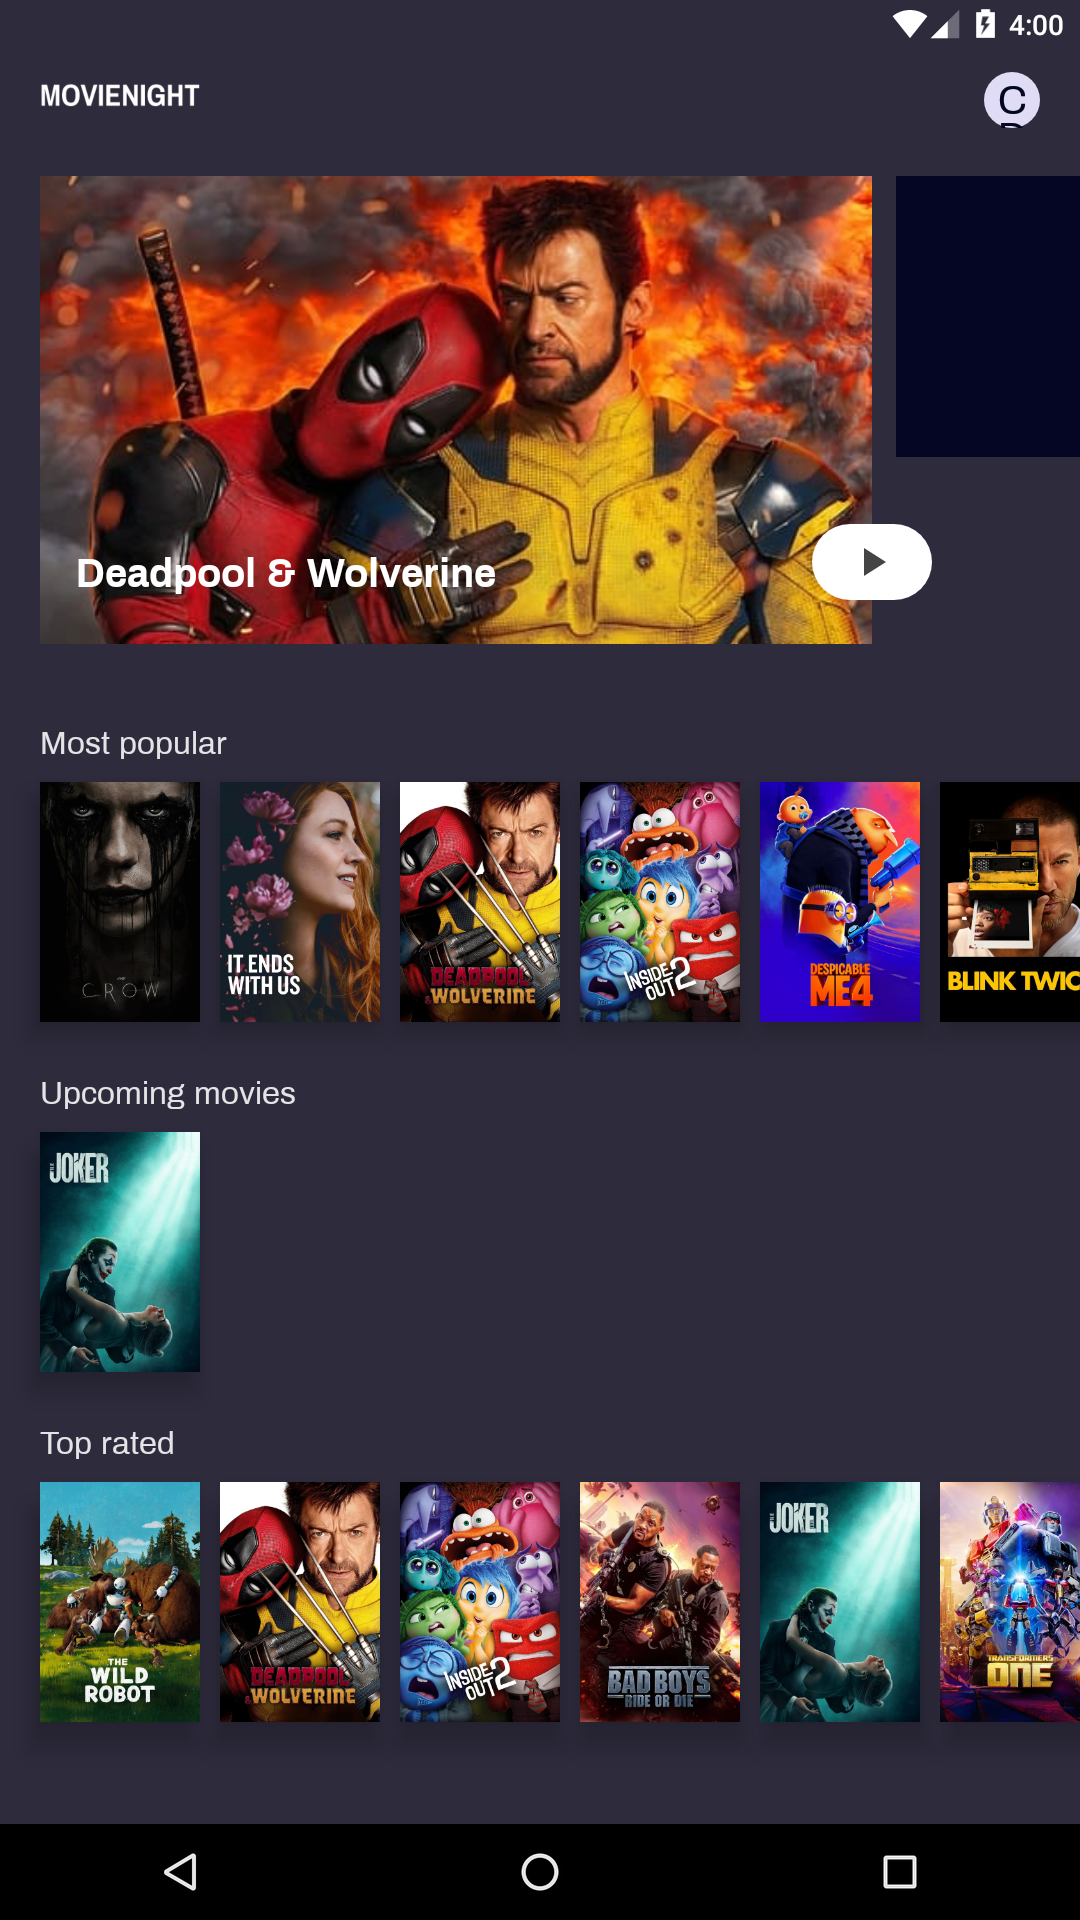 4:00
MOVIENIGHT
C
Deadpool & Wolverine
Most popular
THE
CROW
IT ENDS
WITH US
DEADPOOL
& WOLVERINE
INSIDE
OUT 2
DESPICABLE
ME 4
BLINK TWIC
Upcoming movies
JOKER
Top rated
THE
WILD
ROBOT
DEADPOOL
& WOLVERINE
INSIDE
OUT 2
BAD BOYS
RIDE OR DIE
JOKER
TRANSFORMERS
ONE